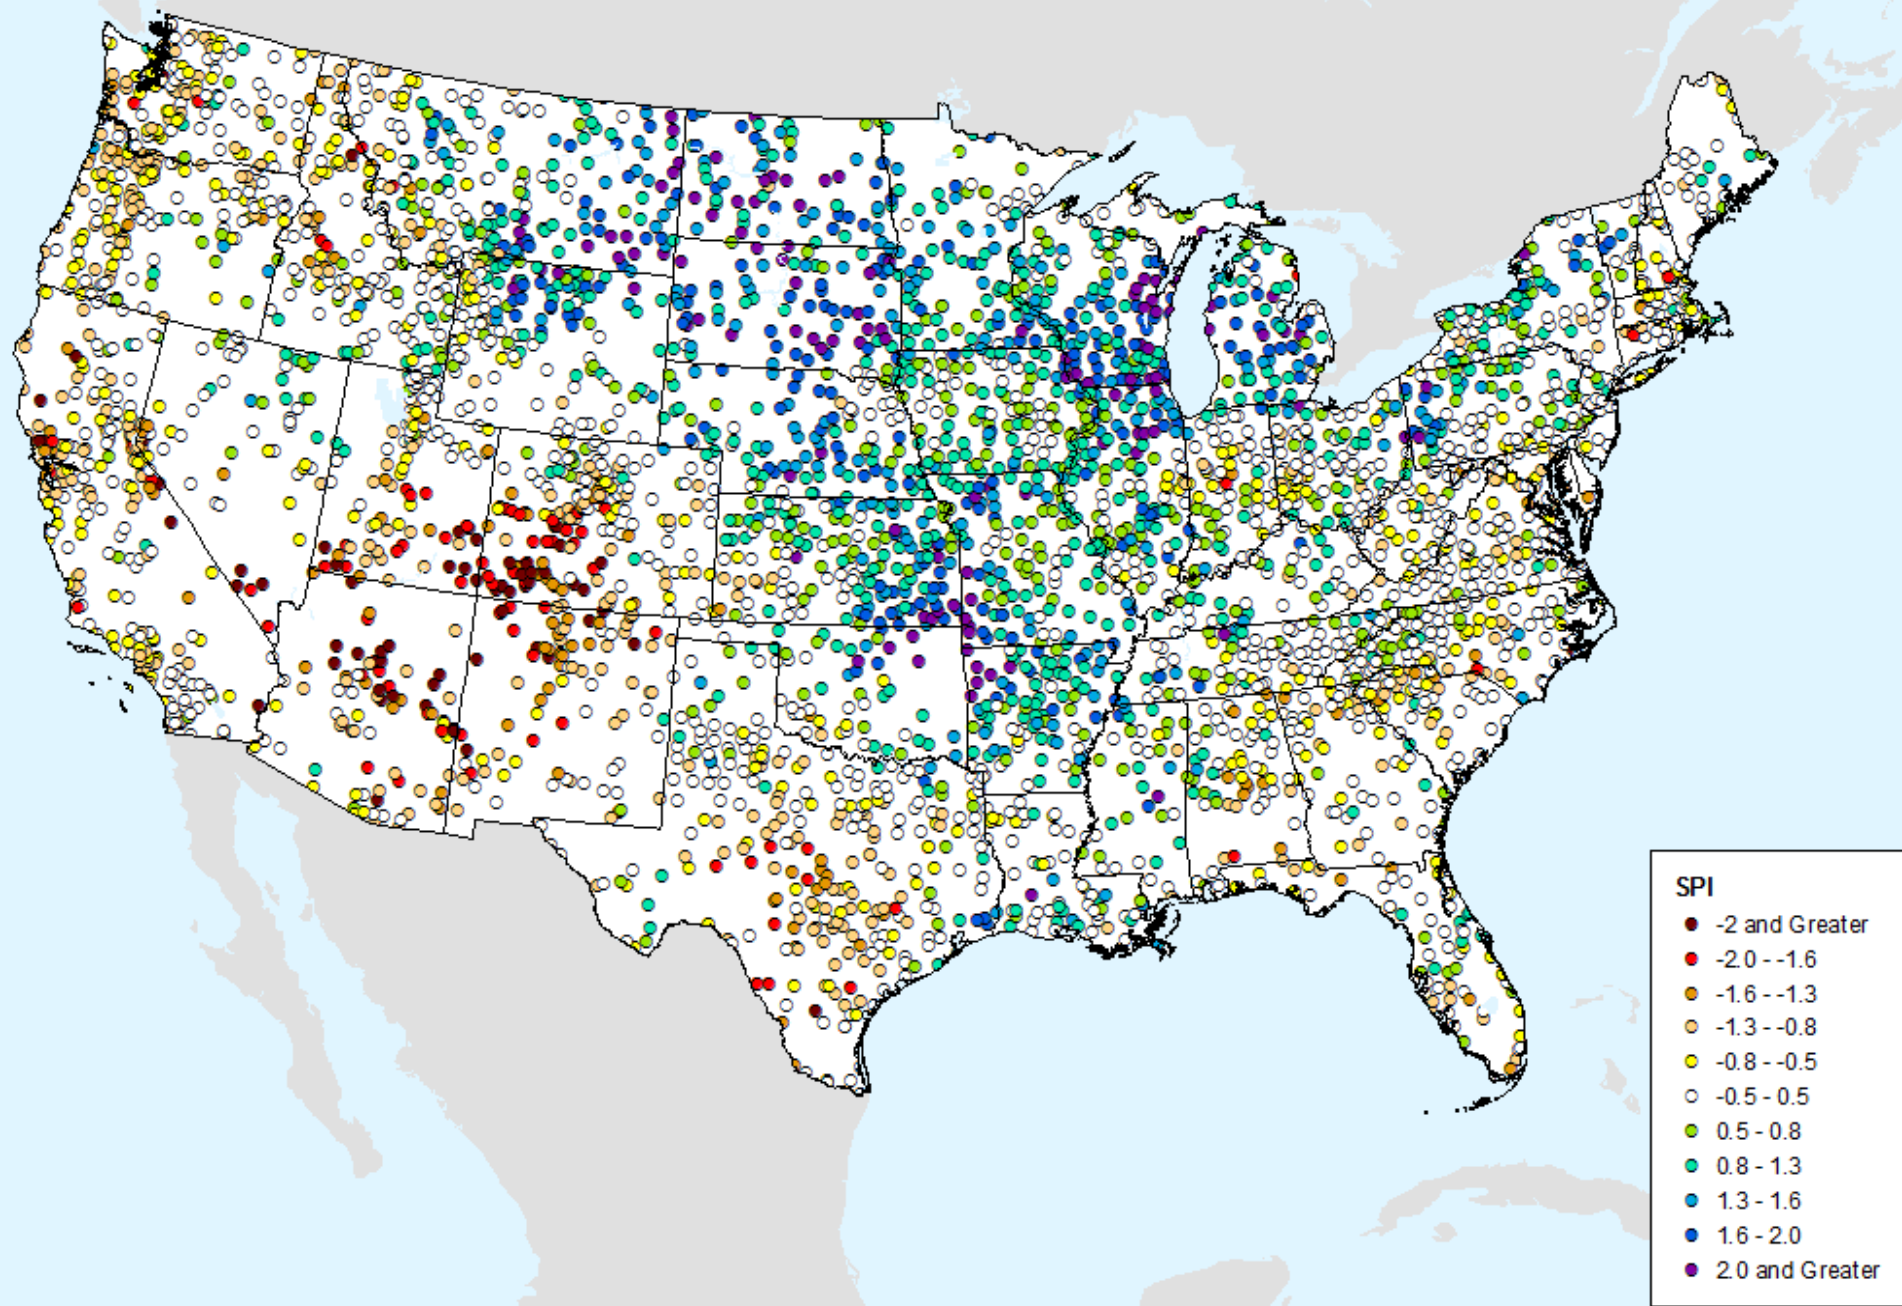 SPI
-2 and Greater
-2.0 - -1.6
-1.6 - -1.3
-1.3 - -0.8
-0.8 - -0.5
-0.5 - 0.5
0.5 - 0.8
0.8 - 1.3
1.3 - 1.6
1.6 - 2.0
2.0 and Greater